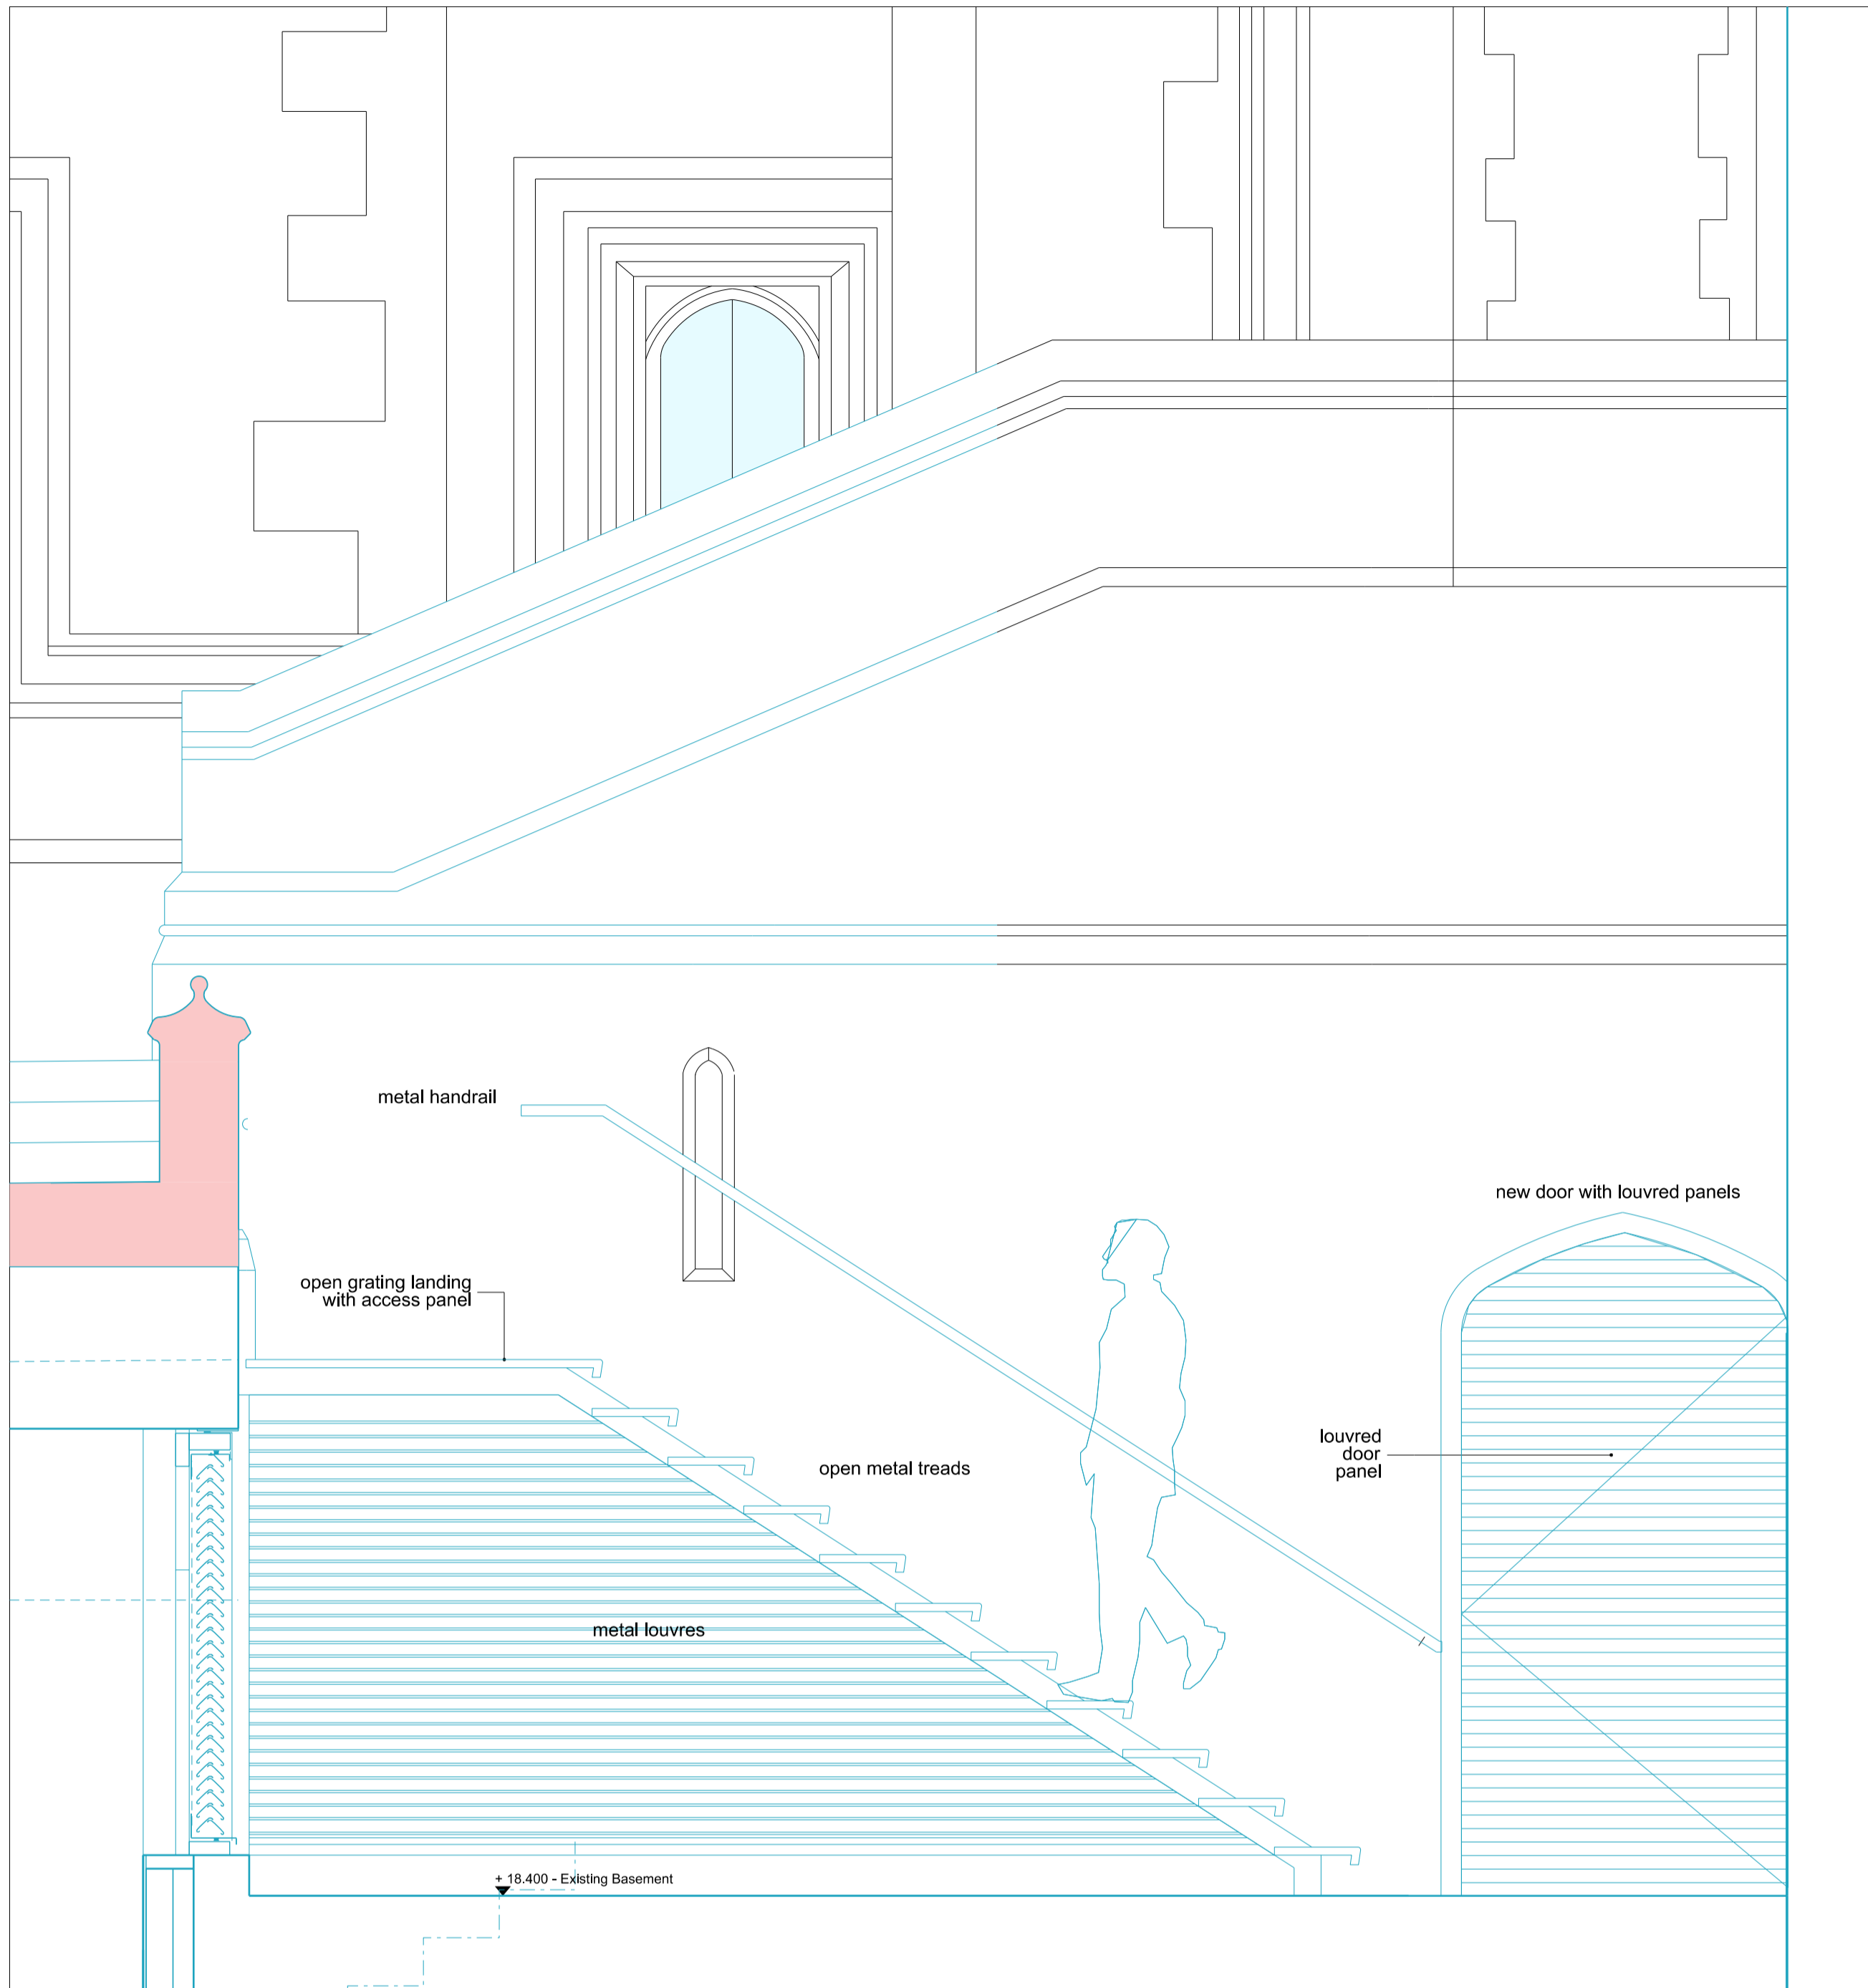 metal handrail
new door with louvred panels
open grating landing
with access panel
louvred
door
panel
open metal treads
metal louvres
+ 18.400 - Existing Basement